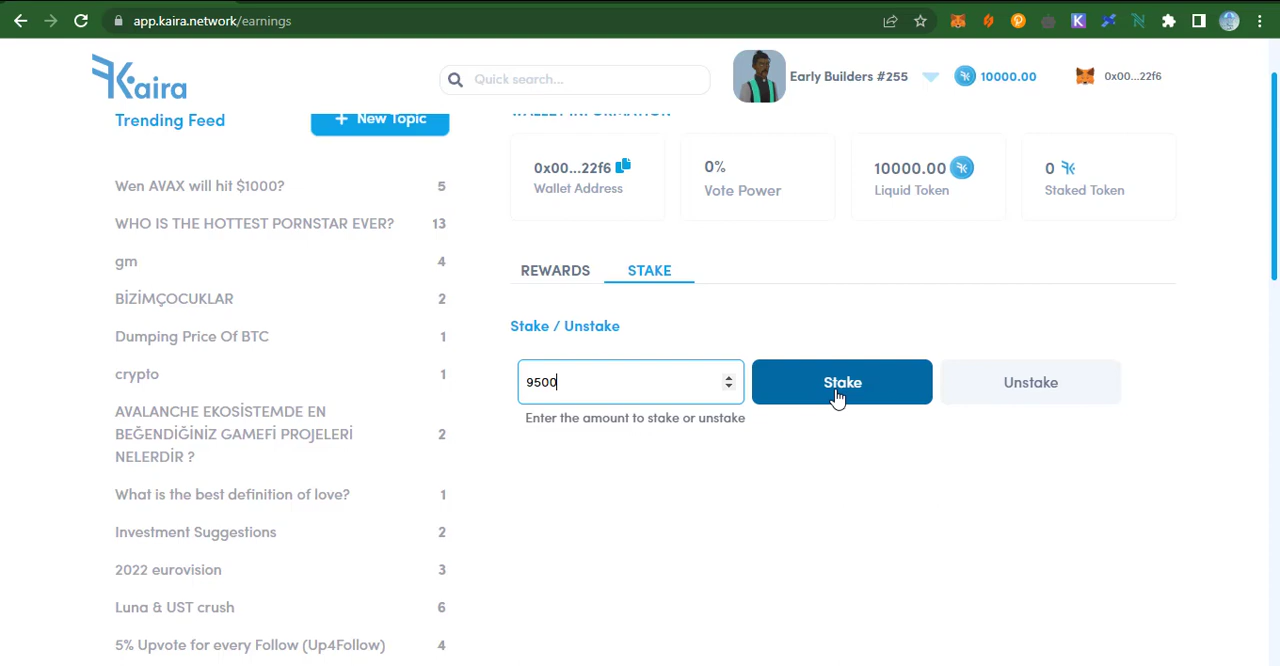 app.kaira.network/earnings
Kaira
Quick search...
Early Builders #255
10000.00
0x00...22f6
Trending Feed
+ New Topic
Wen AVAX will hit $1000? 5
WHO IS THE HOTTEST PORNSTAR EVER? 13
gm 4
BİZİMÇOCUKLAR 2
Dumping Price Of BTC 1
crypto 1
AVALANCHE EKOSİSTEMDE EN
BEĞENDİĞİNİZ GAMEFİ PROJELERİ 2
NELERDİR ?
What is the best definition of love? 1
Investment Suggestions 2
2022 eurovision 3
Luna & UST crush 6
5% Upvote for every Follow (Up4Follow) 4
WALLET INFORMATION
0x00...22f6
Wallet Address
0%
Vote Power
10000.00
Liquid Token
0
Staked Token
REWARDS STAKE
Stake / Unstake
9500
Stake
Unstake
Enter the amount to stake or unstake